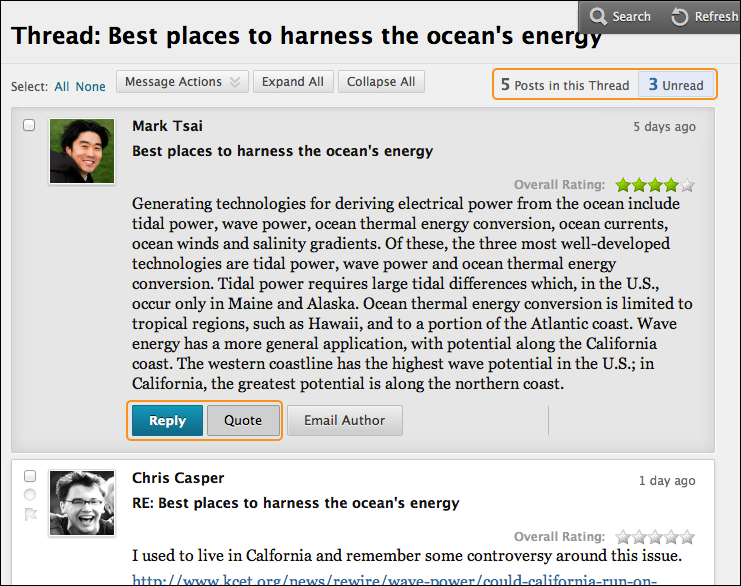 Search Refresh
Thread: Best places to harness the ocean's energy
Select: All None Message Actions Expand All Collapse All 5 Posts in this Thread 3 Unread
Mark Tsai 5 days ago
Best places to harness the ocean's energy
Overall Rating:
Generating technologies for deriving electrical power from the ocean include
tidal power, wave power, ocean thermal energy conversion, ocean currents,
ocean winds and salinity gradients. Of these, the three most well-developed
technologies are tidal power, wave power and ocean thermal energy
conversion. Tidal power requires large tidal differences which, in the U.S.,
occur only in Maine and Alaska. Ocean thermal energy conversion is limited to
tropical regions, such as Hawaii, and to a portion of the Atlantic coast. Wave
energy has a more general application, with potential along the California
coast. The western coastline has the highest wave potential in the U.S.; in
California, the greatest potential is along the northern coast.
Reply Quote Email Author
Chris Casper 1 day ago
RE: Best places to harness the ocean's energy
Overall Rating:
I used to live in Calfornia and remember some controversy around this issue.
http://www.kcet.org/news/rewire/wave-power/could-california-run-on-